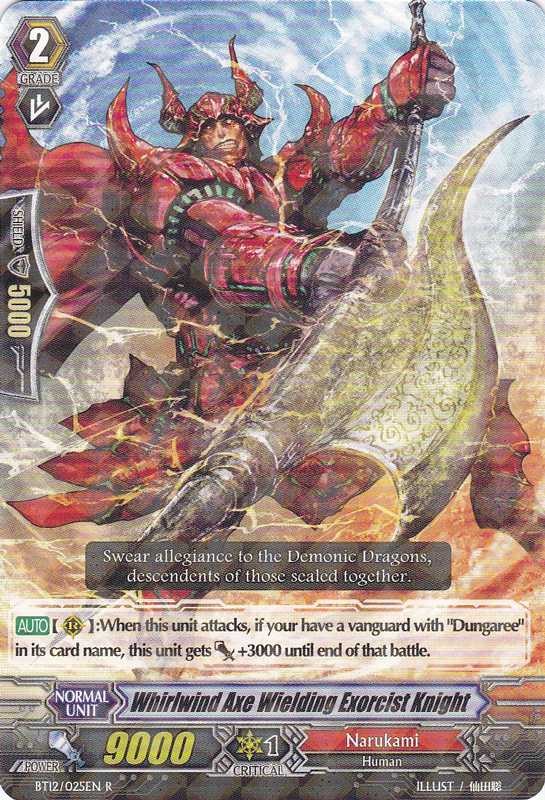 2
GRADE
SHIELD
5000
Swear allegiance to the Demonic Dragons,
descendents of those sealed together.
AUTO 【 】:When this unit attacks, if your have a vanguard with "Dungaree"
in its card name, this unit gets +3000 until end of that battle.
NORMAL
UNIT
Whirlwind Axe Wielding Exorcist Knight
9000
1
CRITICAL
Narukami
Human
BT12/025EN R
ILLUST / 仙田聡